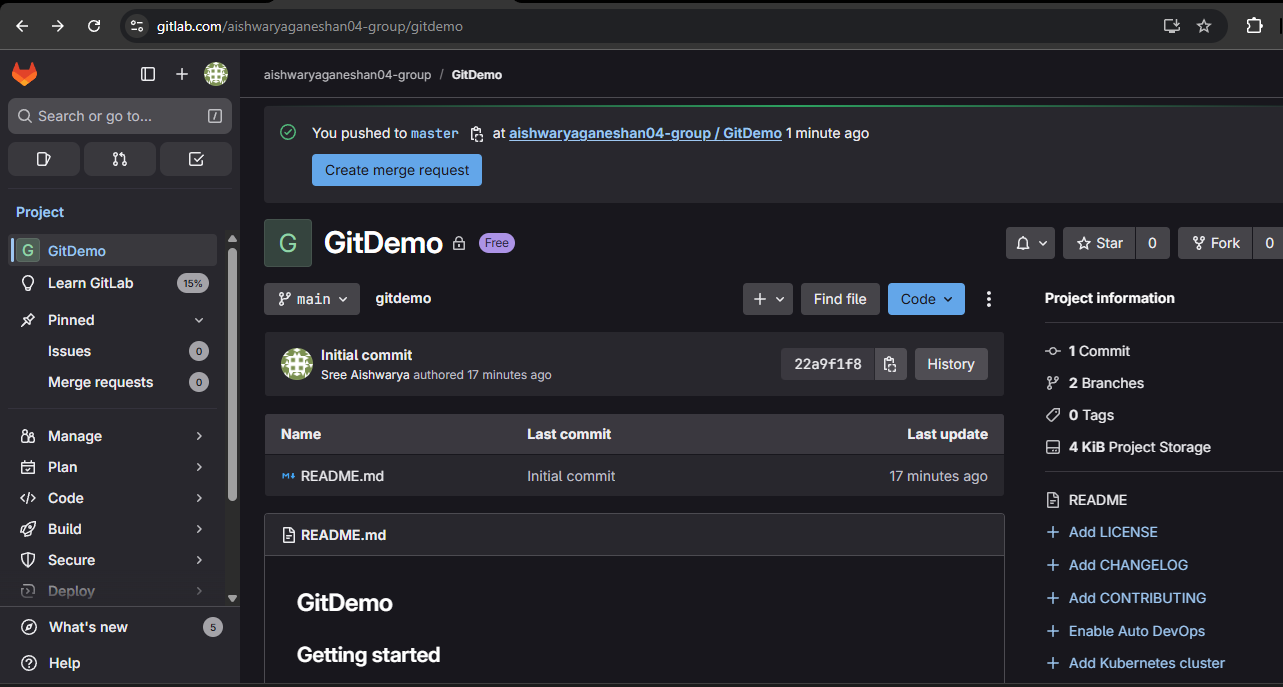 gitlab.com/aishwaryaganeshan04-group/gitdemo
aishwaryaganeshan04-group / GitDemo
Search or go to... /
You pushed to master at aishwaryaganeshan04-group / GitDemo 1 minute ago
Create merge request
Project
G GitDemo
Learn GitLab 15%
Pinned
Issues 0
Merge requests 0
Manage
Plan
Code
Build
Secure
Deploy
What's new 5
Help
G GitDemo Free
Star 0 Fork 0
main gitdemo
+ Find file Code
Initial commit
Sree Aishwarya authored 17 minutes ago
22a9f1f8 History
Name Last commit Last update
README.md Initial commit 17 minutes ago
README.md
GitDemo
Getting started
Project information
1 Commit
2 Branches
0 Tags
4 KiB Project Storage
README
+ Add LICENSE
+ Add CHANGELOG
+ Add CONTRIBUTING
+ Enable Auto DevOps
+ Add Kubernetes cluster